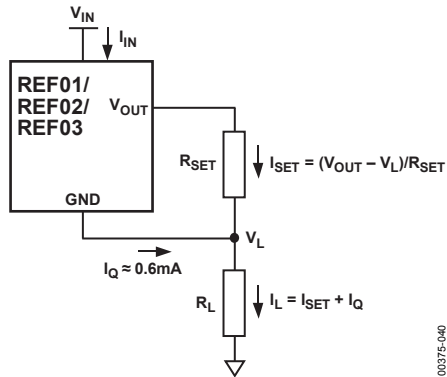 VIN
IIN
REF01/
REF02/
REF03
VOUT
RSET
ISET = (VOUT – VL)/RSET
GND
VL
IQ ≈ 0.6mA
RL
IL = ISET + IQ
00375-040